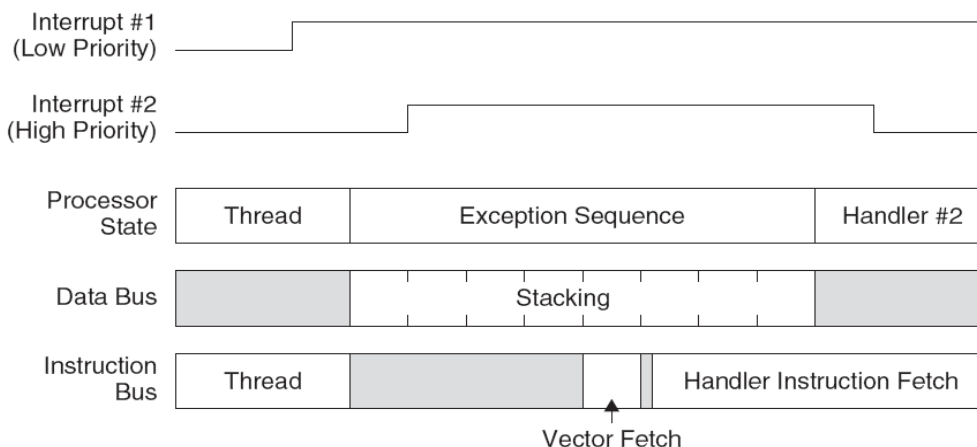 Interrupt #1
(Low Priority)
Interrupt #2
(High Priority)
Processor
State
Thread
Exception Sequence
Handler #2
Data Bus
Stacking
Instruction
Bus
Thread
Handler Instruction Fetch
Vector Fetch